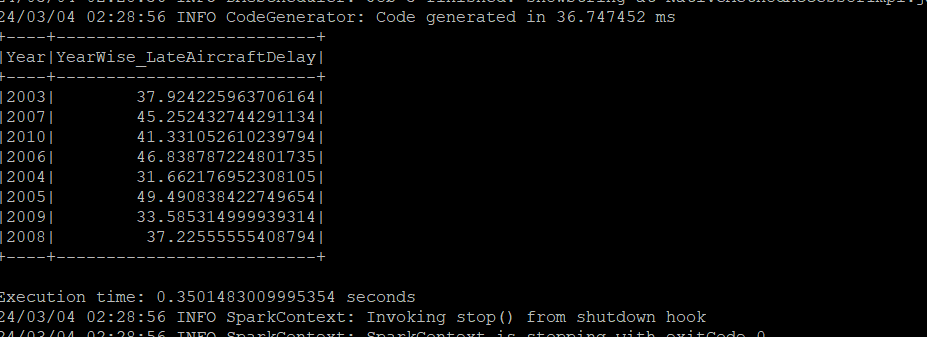 24/03/04 02:28:56 INFO CodeGenerator: Code generated in 36.747452 ms
+----+--------------------------+
|Year|YearWise_LateAircraftDelay|
+----+--------------------------+
|2003|        37.924225963706164|
|2007|        45.252432744291134|
|2010|        41.331052610239794|
|2006|        46.838787224801735|
|2004|        31.662176952308105|
|2005|        49.490838422749654|
|2009|        33.585314999939314|
|2008|         37.22555555408794|
+----+--------------------------+
Execution time: 0.3501483009995354 seconds
24/03/04 02:28:56 INFO SparkContext: Invoking stop() from shutdown hook
24/03/04 02:28:56 INFO SparkContext: SparkContext is stopping with exitCode 0